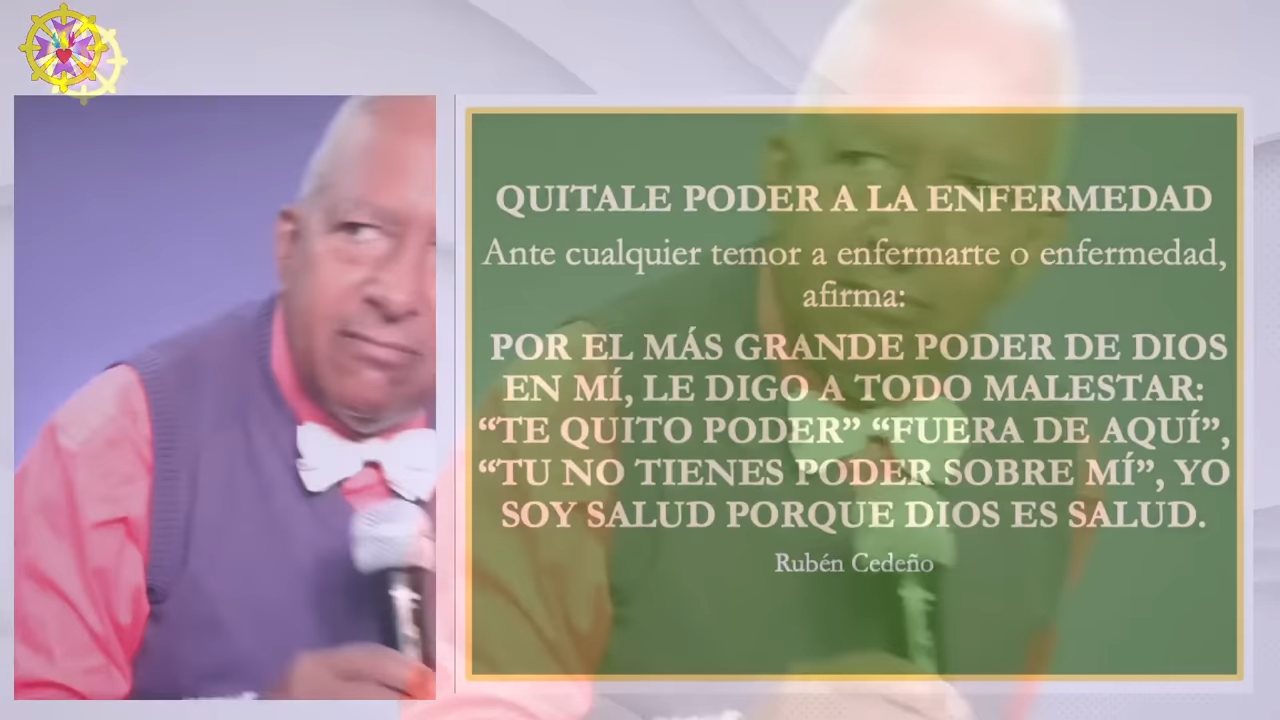 QUITALE PODER A LA ENFERMEDAD
Ante cualquier temor a enfermarte o enfermedad,
afirma:
POR EL MÁS GRANDE PODER DE DIOS
EN MÍ, LE DIGO A TODO MALESTAR:
“TE QUITO PODER” “FUERA DE AQUÍ”,
“TU NO TIENES PODER SOBRE MÍ”, YO
SOY SALUD PORQUE DIOS ES SALUD.
Rubén Cedeño